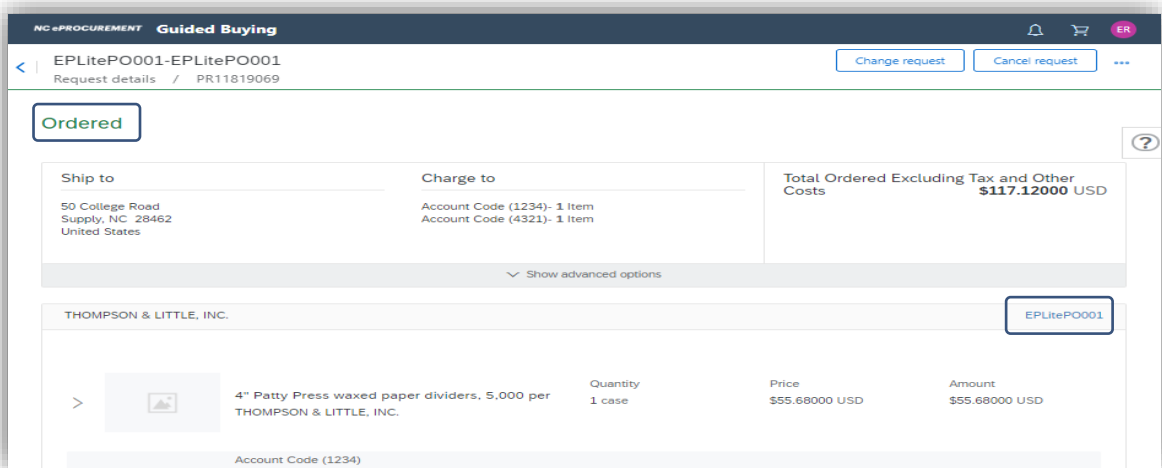 NC ePROCUREMENT Guided Buying
ER
EPLitePO001-EPLitePO001
Request details / PR11819069
Change request
Cancel request
Ordered
?
Ship to
50 College Road
Supply, NC 28462
United States
Charge to
Account Code (1234)- 1 Item
Account Code (4321)- 1 Item
Total Ordered Excluding Tax and Other
Costs $117.12000 USD
Show advanced options
THOMPSON & LITTLE, INC.
EPLitePO001
4" Patty Press waxed paper dividers, 5,000 per
THOMPSON & LITTLE, INC.
Quantity
1 case
Price
$55.68000 USD
Amount
$55.68000 USD
Account Code (1234)